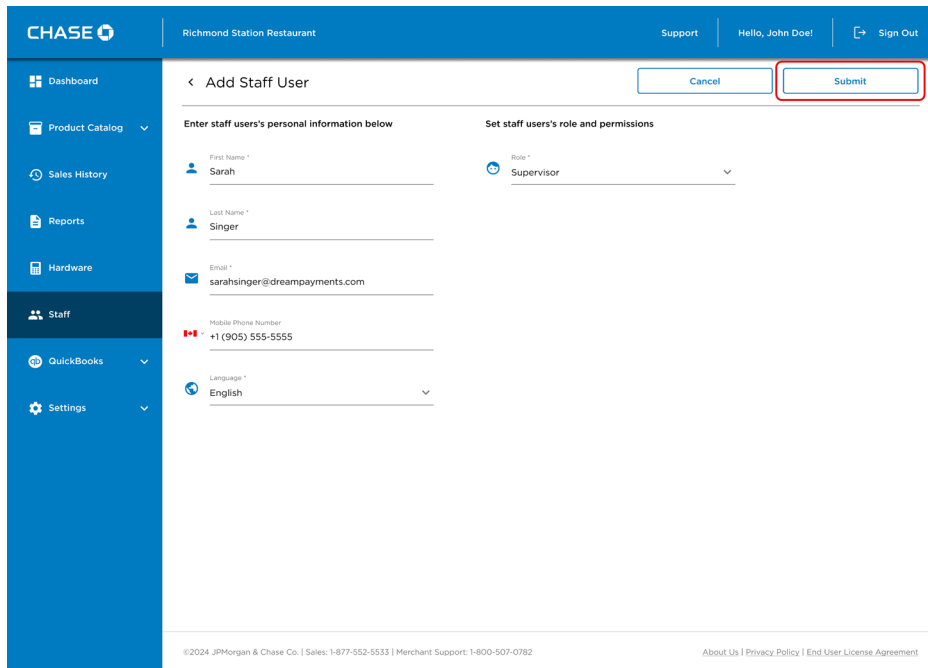 CHASE
Richmond Station Restaurant
Support
Hello, John Doe!
Sign Out
Dashboard
Product Catalog
Sales History
Reports
Hardware
Staff
qb QuickBooks
Settings
Add Staff User
Cancel
Submit
Enter staff users's personal information below
First Name *
Sarah
Last Name *
Singer
Email *
sarahsinger@dreampayments.com
Mobile Phone Number
+1 (905) 555-5555
Language *
English
Set staff users's role and permissions
Role *
Supervisor
©2024 JPMorgan & Chase Co. | Sales: 1-877-552-5533 | Merchant Support: 1-800-507-0782
About Us | Privacy Policy | End User License Agreement